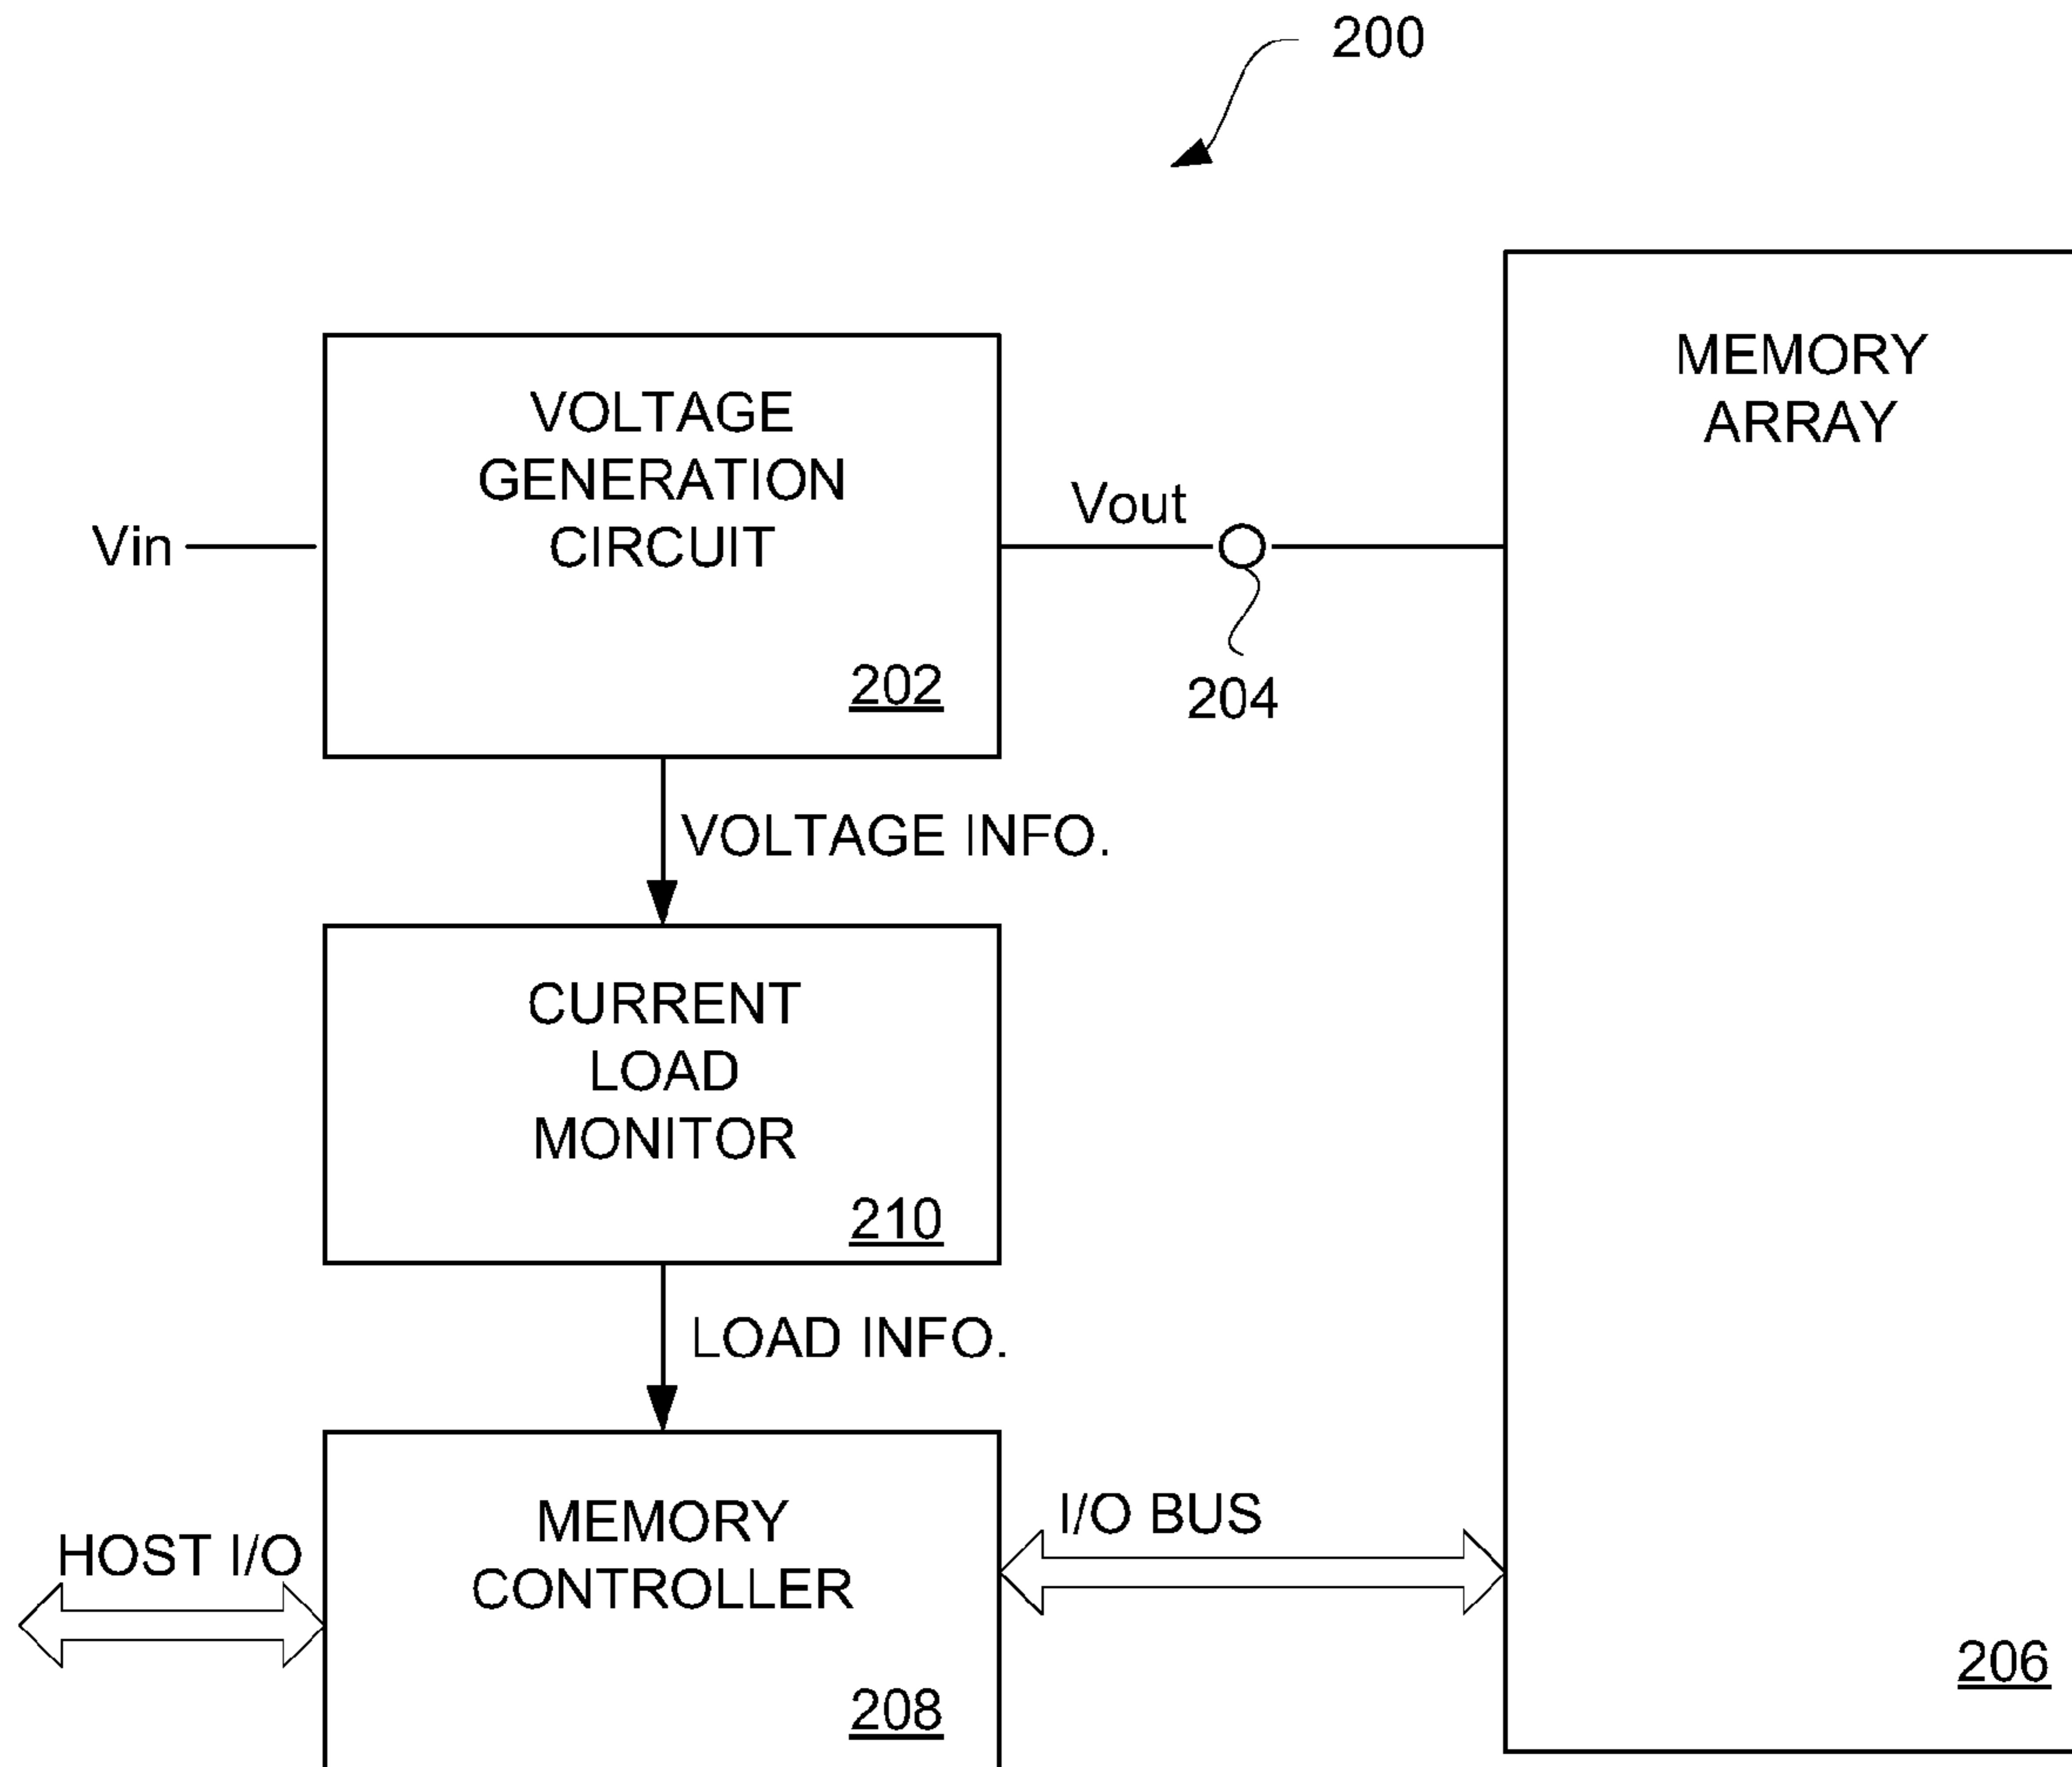 200
MEMORY
ARRAY
VOLTAGE
GENERATION
CIRCUIT
Vin
Vout
202
204
VOLTAGE INFO.
CURRENT
LOAD
MONITOR
210
LOAD INFO.
MEMORY
CONTROLLER
I/O BUS
HOST I/O
206
208